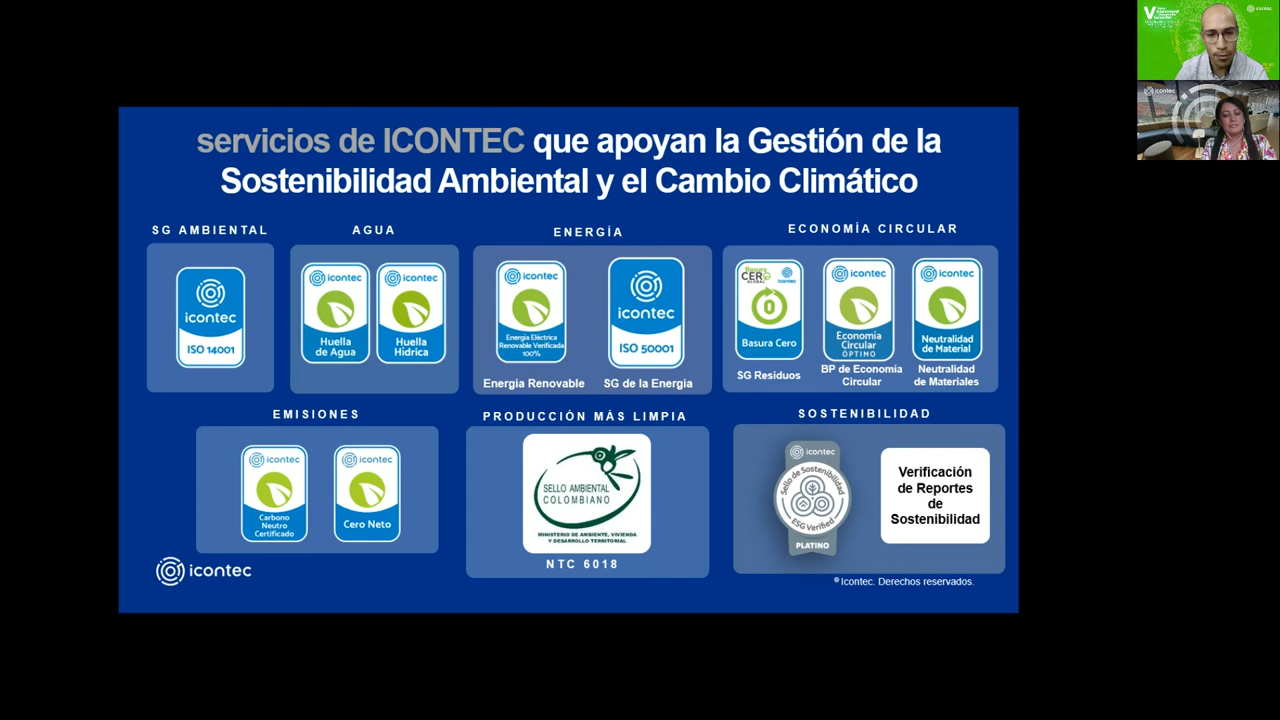 servicios de ICONTEC que apoyan la Gestión de la
Sostenibilidad Ambiental y el Cambio Climático
SG AMBIENTAL
icontec
ISO 14001
AGUA
icontec
Huella
de Agua
icontec
Huella
Hídrica
ENERGÍA
icontec
Energía Eléctrica
Renovable Verificada
100%
Energia Renovable
icontec
ISO 50001
SG de la Energia
ECONOMÍA CIRCULAR
Basura
CERO
GLOBAL
icontec
Basura Cero
SG Residuos
icontec
Economía
Circular
ÓPTIMO
BP de Economía
Circular
icontec
Neutralidad
de Material
Neutralidad
de Materiales
EMISIONES
icontec
Carbono
Neutro
Certificado
icontec
Cero Neto
PRODUCCIÓN MÁS LIMPIA
SELLO AMBIENTAL
COLOMBIANO
MINISTERIO DE AMBIENTE, VIVIENDA
Y DESARROLLO TERRITORIAL
NTC 6018
SOSTENIBILIDAD
icontec
Sello de Sostenibilidad
ESG Verified
PLATINO
Verificación
de Reportes
de
Sostenibilidad
icontec
® Icontec. Derechos reservados.
icontec
icontec